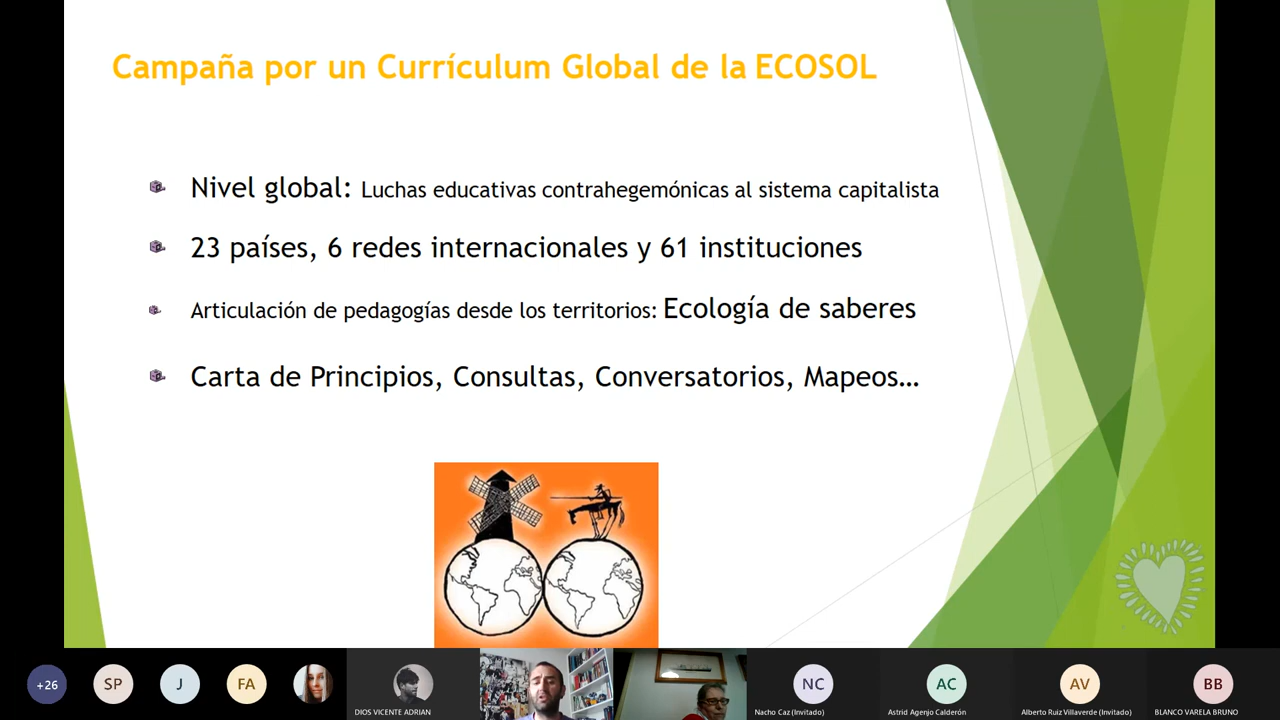 Campaña por un Currículum Global de la ECOSOL
Nivel global: Luchas educativas contrahegemónicas al sistema capitalista
23 países, 6 redes internacionales y 61 instituciones
Articulación de pedagogías desde los territorios: Ecología de saberes
Carta de Principios, Consultas, Conversatorios, Mapeos...
+26
SP
J
FA
DIOS VICENTE ADRIAN
NC
Nacho Caz (Invitado)
AC
Astrid Agenjo Calderón
AV
Alberto Ruiz Villaverde (Invitado)
BB
BLANCO VARELA BRUNO